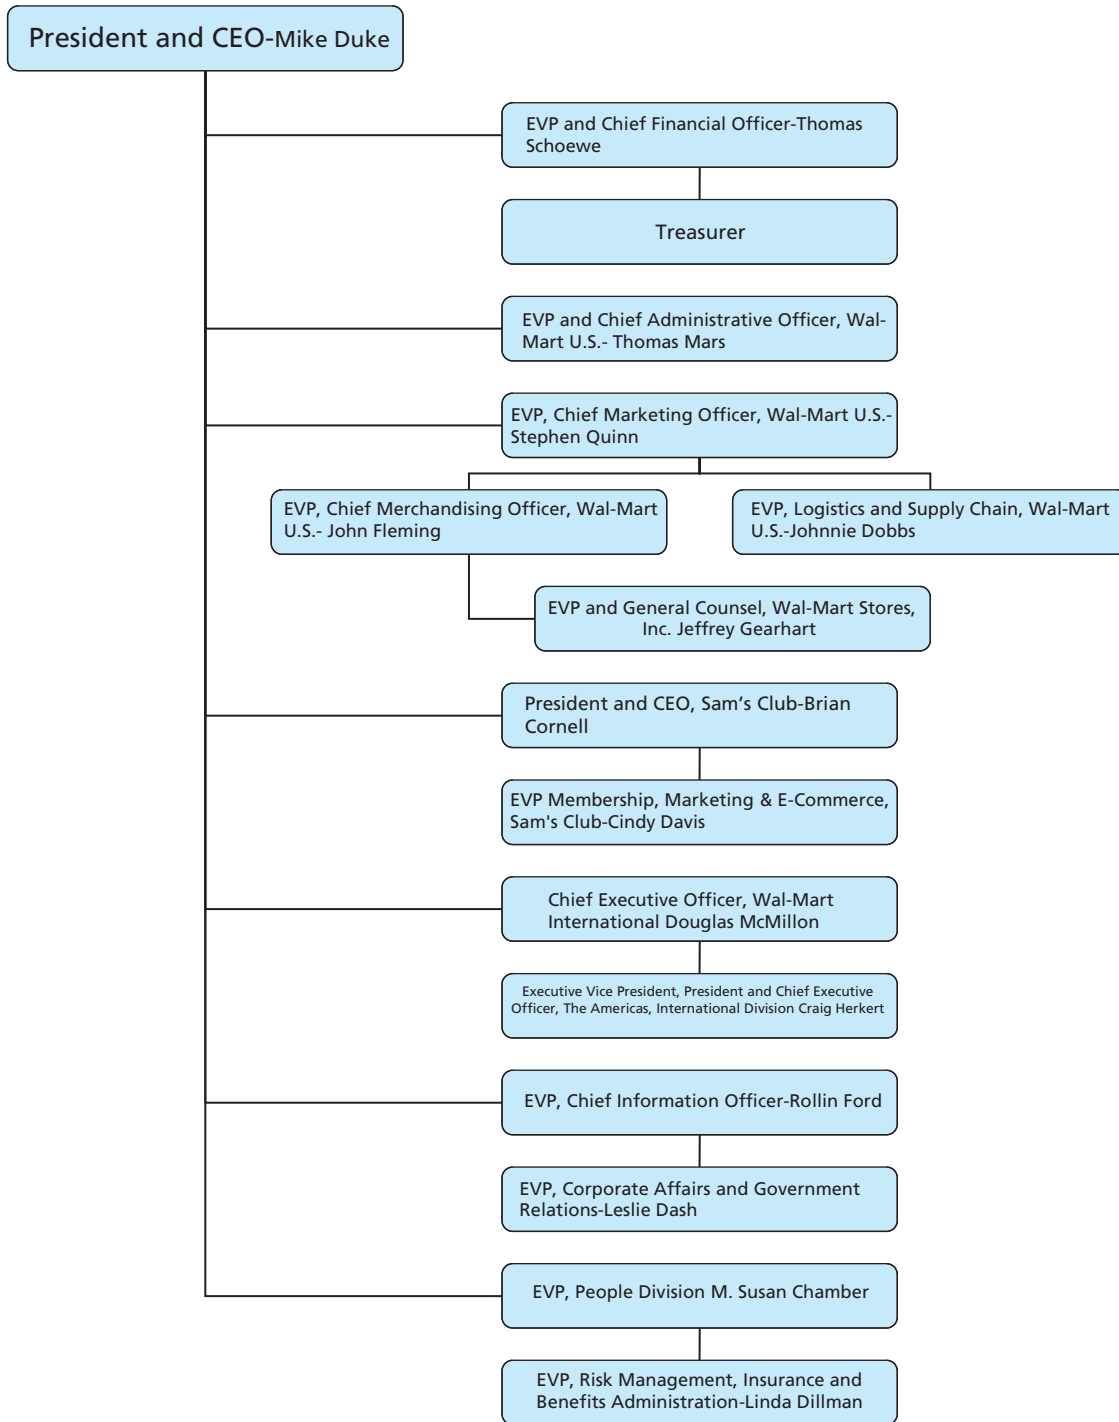 President and CEO-Mike Duke
EVP and Chief Financial Officer-Thomas
Schoewe
Treasurer
EVP and Chief Administrative Officer, Wal-
Mart U.S.- Thomas Mars
EVP, Chief Marketing Officer, Wal-Mart U.S.-
Stephen Quinn
EVP, Chief Merchandising Officer, Wal-Mart
U.S.- John Fleming
EVP, Logistics and Supply Chain, Wal-Mart
U.S.-Johnnie Dobbs
EVP and General Counsel, Wal-Mart Stores,
Inc. Jeffrey Gearhart
President and CEO, Sam’s Club-Brian
Cornell
EVP Membership, Marketing & E-Commerce,
Sam's Club-Cindy Davis
Chief Executive Officer, Wal-Mart
International Douglas McMillon
Executive Vice President, President and Chief Executive
Officer, The Americas, International Division Craig Herkert
EVP, Chief Information Officer-Rollin Ford
EVP, Corporate Affairs and Government
Relations-Leslie Dash
EVP, People Division M. Susan Chamber
EVP, Risk Management, Insurance and
Benefits Administration-Linda Dillman